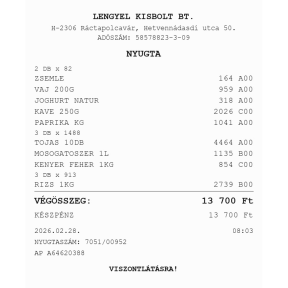 LENGYEL KISBOLT BT.
H-2306 Ráctapolcavár, Hetvennádasdi utca 50.
ADÓSZÁM: 58578823-3-09
NYUGTA
2 DB x 82
ZSEMLE 164 A00
VAJ 200G 959 A00
JOGHURT NATUR 318 A00
KAVE 250G 2026 C00
PAPRIKA KG 1041 A00
3 DB x 1488
TOJAS 10DB 4464 A00
MOSOGATOSZER 1L 1135 B00
KENYER FEHER 1KG 854 C00
3 DB x 913
RIZS 1KG 2739 B00
VÉGÖSSZEG: 13 700 Ft
KÉSZPÉNZ 13 700 Ft
2026.02.28. 08:03
NYUGTASZÁM: 7051/00952
AP A64620388
VISZONTLÁTÁSRA!